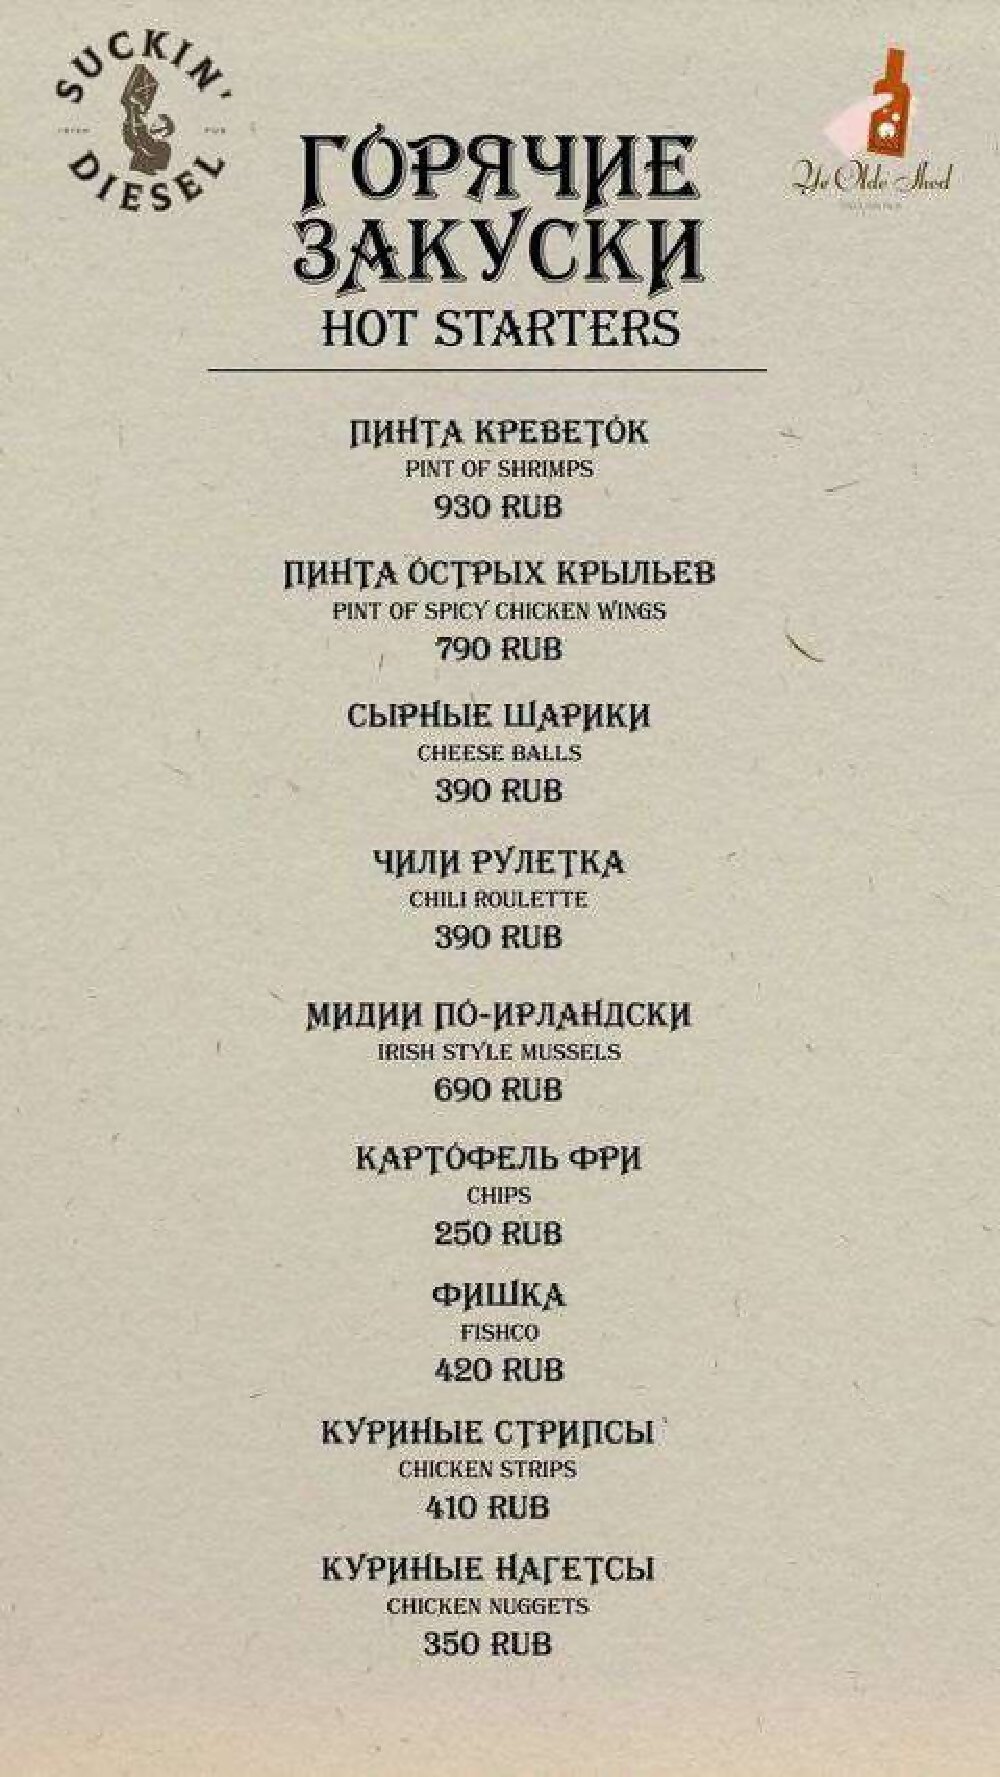 SUCKIN'
IRISH PUB
DIESEL
Ye Olde Shed
ГОРЯЧИЕ
ЗАКУСКИ
HOT STARTERS
ПИНТА КРЕВЕТОК
PINT OF SHRIMPS
930 RUB
ПИНТА ОСТРЫХ КРЫЛЬЕВ
PINT OF SPICY CHICKEN WINGS
790 RUB
СЫРНЫЕ ШАРИКИ
CHEESE BALLS
390 RUB
ЧИЛИ РУЛЕТКА
CHILI ROULETTE
390 RUB
МИДИИ ПО-ИРЛАНДСКИ
IRISH STYLE MUSSELS
690 RUB
КАРТОФЕЛЬ ФРИ
CHIPS
250 RUB
ФИШКА
FISHCO
420 RUB
КУРИНЫЕ СТРИПСЫ
CHICKEN STRIPS
410 RUB
КУРИНЫЕ НАГЕТСЫ
CHICKEN NUGGETS
350 RUB